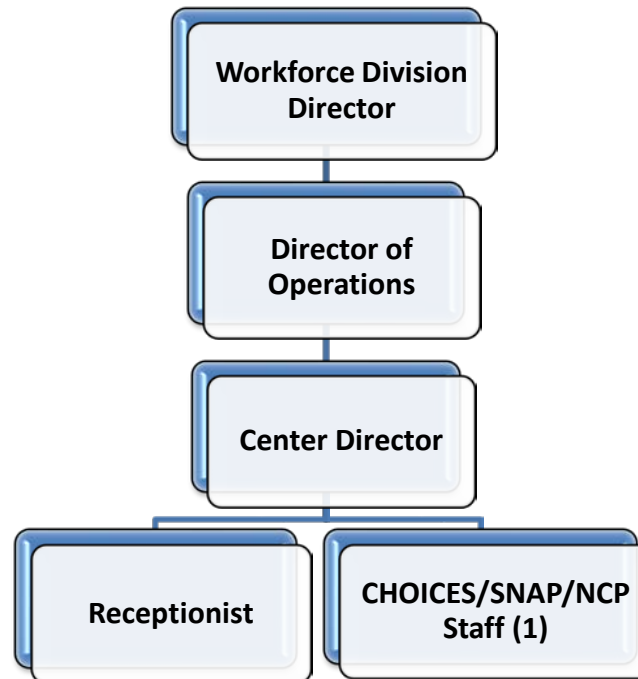 Workforce Division
Director
Director of
Operations
Center Director
Receptionist
CHOICES/SNAP/NCP
Staff (1)